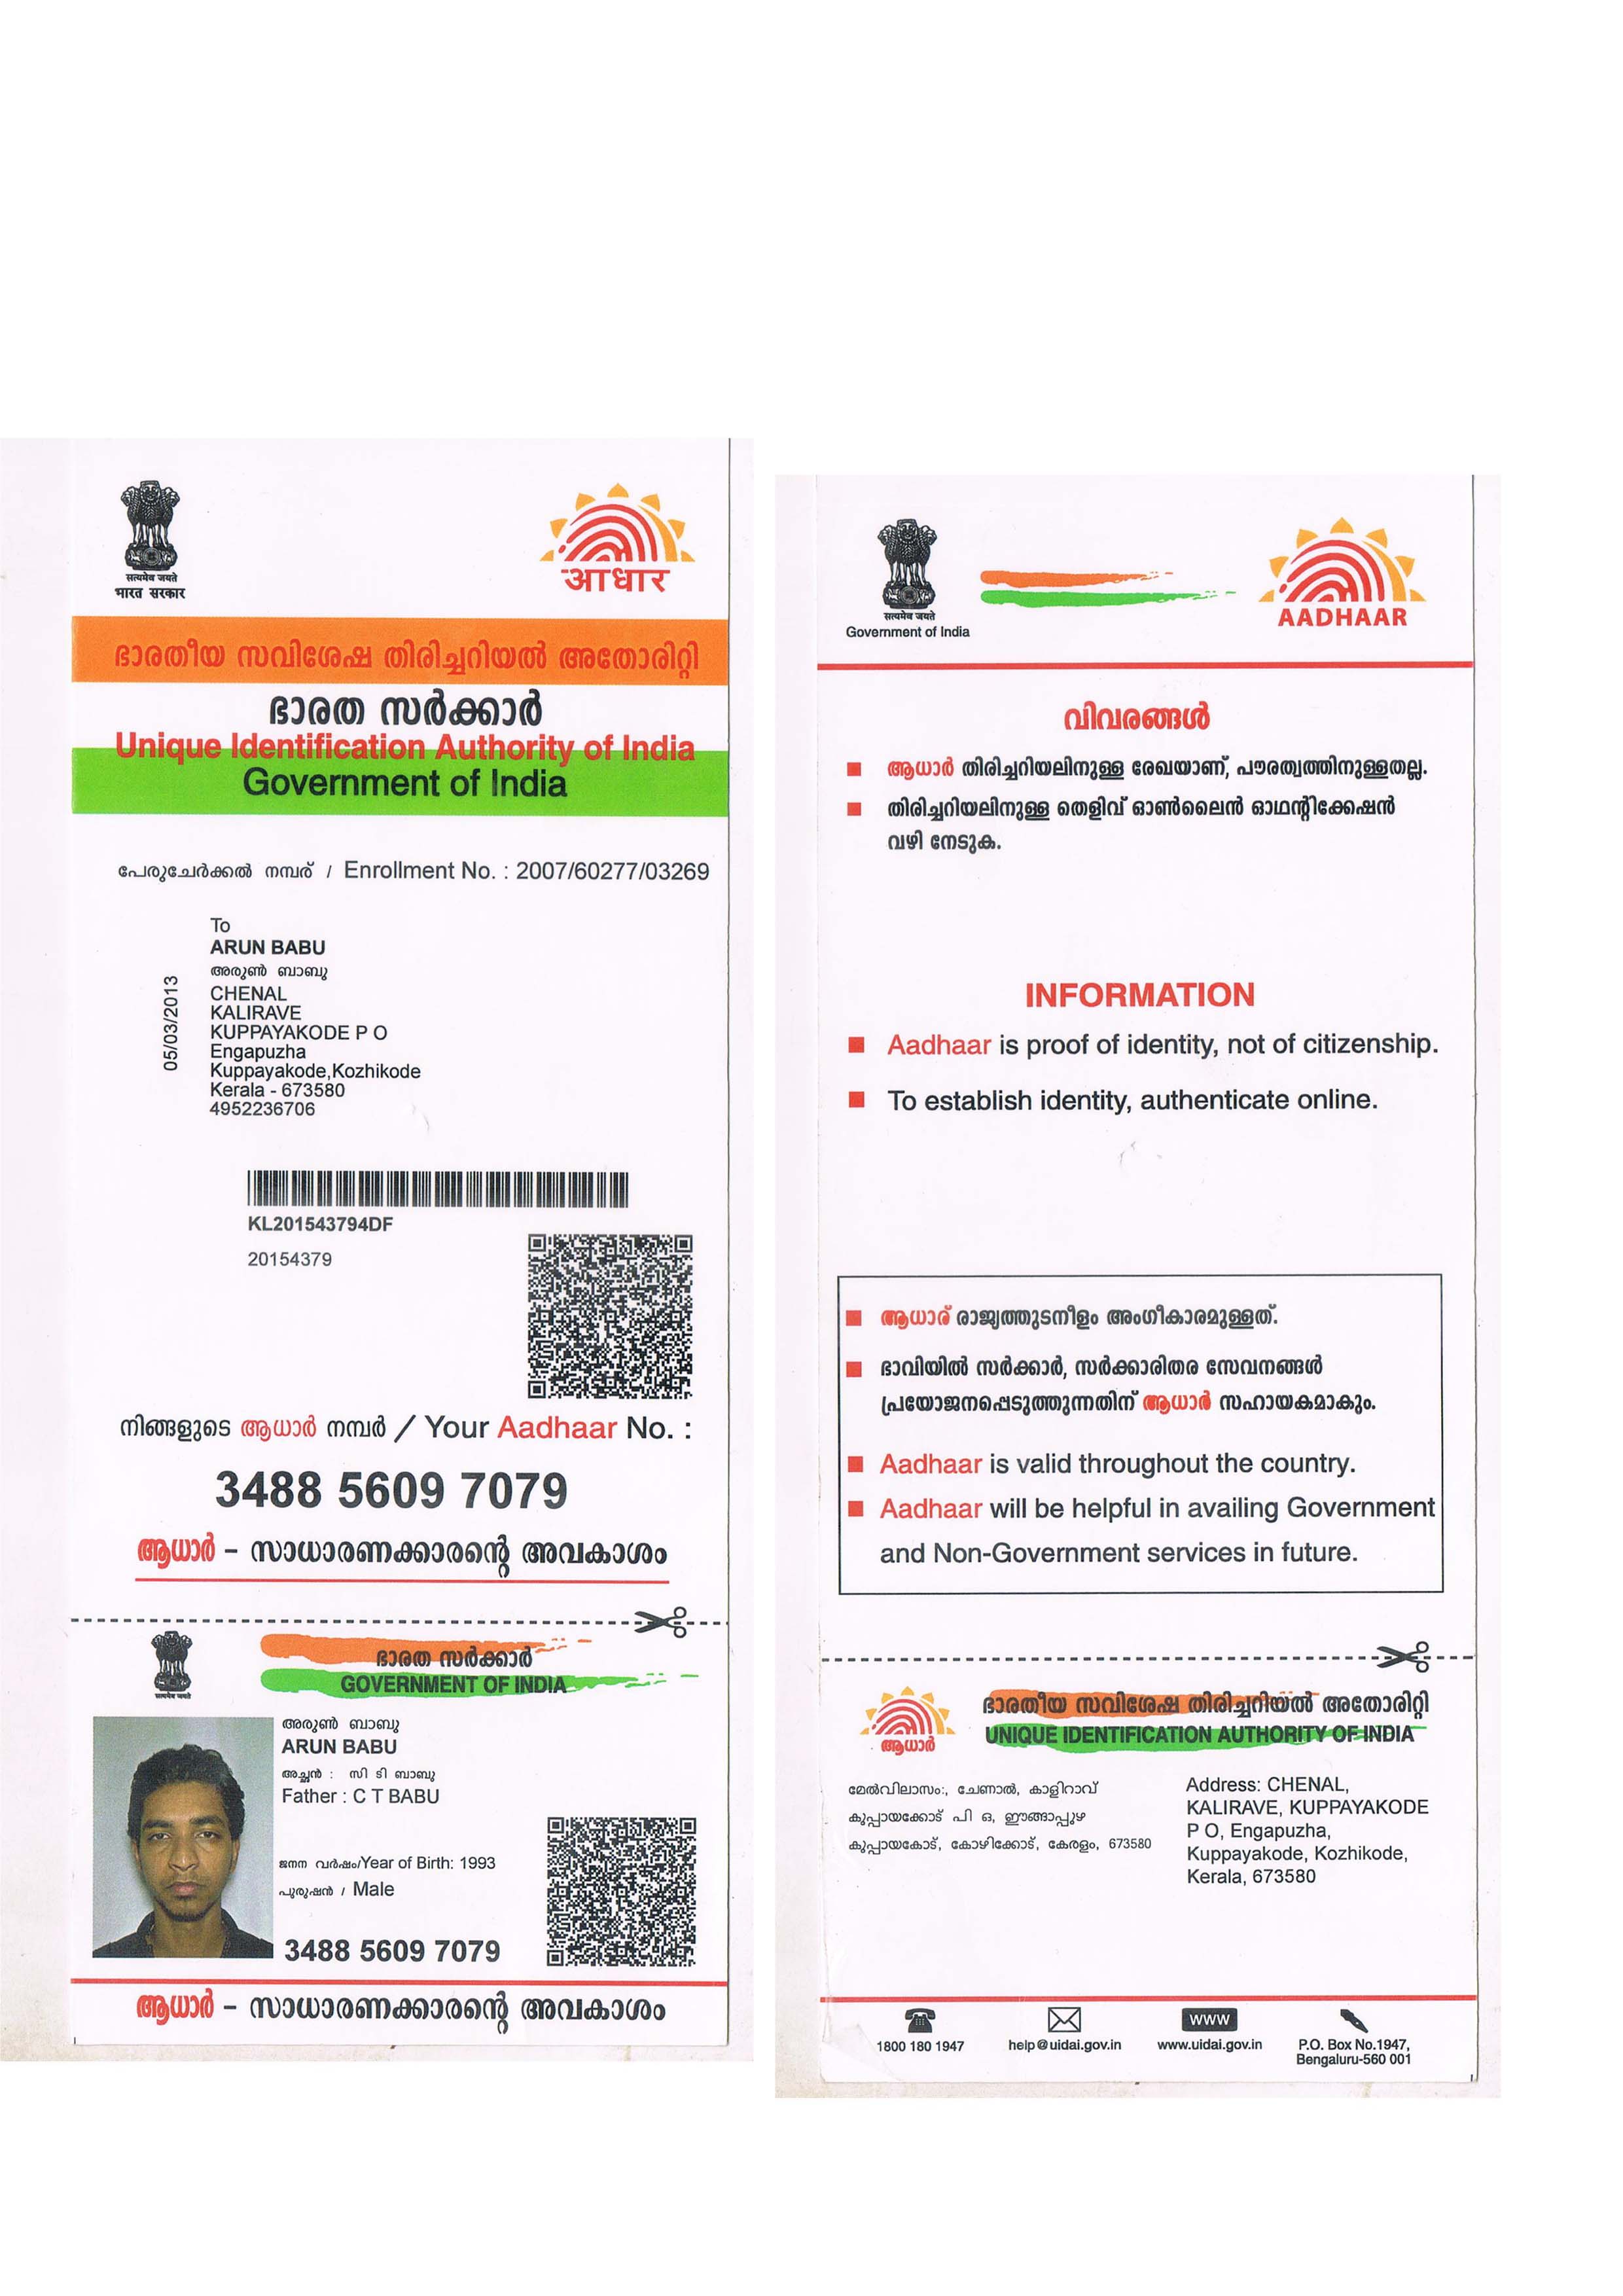 सत्यमेव जयते
भारत सरकार
आधार
ഭാരതീയ സവിശേഷ തിരിച്ചറിയൽ അതോരിറ്റി
ഭാരത സർക്കാർ
Unique Identification Authority of India
Government of India
പേരുചേർക്കൽ നമ്പര് / Enrollment No. : 2007/60277/03269
05/03/2013
To
ARUN BABU
അരുൺ ബാബു
CHENAL
KALIRAVE
KUPPAYAKODE P O
Engapuzha
Kuppayakode,Kozhikode
Kerala - 673580
4952236706
KL201543794DF
20154379
നിങ്ങളുടെ ആധാർ നമ്പർ / Your Aadhaar No. :
3488 5609 7079
ആധാർ – സാധാരണക്കാരന്റെ അവകാശം
सत्यमेव जयते
ഭാരത സർക്കാർ
GOVERNMENT OF INDIA
അരുൺ ബാബു
ARUN BABU
അച്ഛൻ : സി ടി ബാബു
Father : C T BABU
ജനന വർഷം/Year of Birth: 1993
പുരുഷൻ / Male
3488 5609 7079
ആധാർ – സാധാരണക്കാരന്റെ അവകാശം
सत्यमेव जयते
Government of India
AADHAAR
വിവരങ്ങൾ
ആധാർ തിരിച്ചറിയലിനുള്ള രേഖയാണ്, പൗരത്വത്തിനുള്ളതല്ല.
തിരിച്ചറിയലിനുള്ള തെളിവ് ഓൺലൈൻ ഓഥന്റിക്കേഷൻ
വഴി നേടുക.
INFORMATION
Aadhaar is proof of identity, not of citizenship.
To establish identity, authenticate online.
ആധാര് രാജ്യത്തുടനീളം അംഗീകാരമുള്ളത്.
ഭാവിയിൽ സർക്കാർ, സർക്കാരിതര സേവനങ്ങൾ
പ്രയോജനപ്പെടുത്തുന്നതിന് ആധാർ സഹായകമാകും.
Aadhaar is valid throughout the country.
Aadhaar will be helpful in availing Government
and Non-Government services in future.
ആധാർ
ഭാരതീയ സവിശേഷ തിരിച്ചറിയൽ അതോരിറ്റി
UNIQUE IDENTIFICATION AUTHORITY OF INDIA
മേൽവിലാസം:, ചേണാൽ, കാളിറാവ്
കുപ്പായക്കോട് പി ഒ, ഈങ്ങാപ്പുഴ
കുപ്പായകോട്, കോഴിക്കോട്, കേരളം, 673580
Address: CHENAL,
KALIRAVE, KUPPAYAKODE
P O, Engapuzha,
Kuppayakode, Kozhikode,
Kerala, 673580
1800 180 1947
help@uidai.gov.in
www
www.uidai.gov.in
P.O. Box No.1947,
Bengaluru-560 001